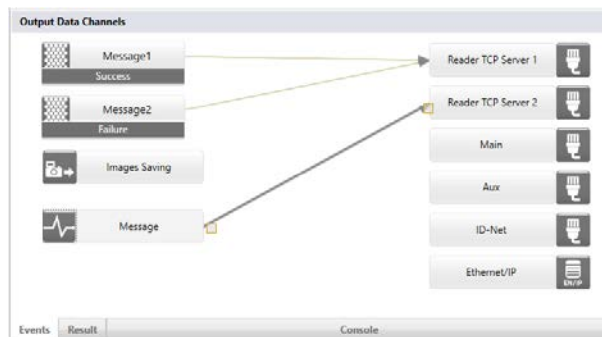 Output Data Channels
Message1
Success
Message2
Failure
Images Saving
Message
Reader TCP Server 1
Reader TCP Server 2
Main
Aux
ID-Net
Ethernet/IP
EN/IP
Events Result Console